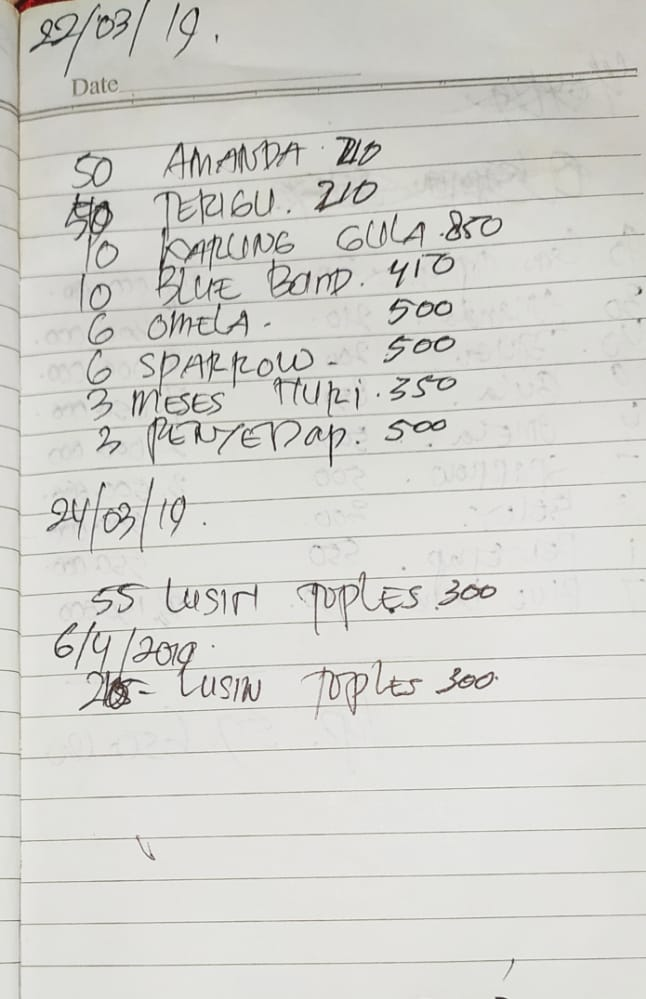 22/03/19.
Date
50 AMANDA 210
50 TERIGU. 210
10 KARUNG GULA.850
10 BLUE BanD. 410
6 OMELA. 500
6 SPARROW. 500
3 MESES TTURi.350
3 PENYEDap. 500
24/03/19.
55 LUSIN TOPLES.300
6/4/2019.
LUSIN TOPLES 300.